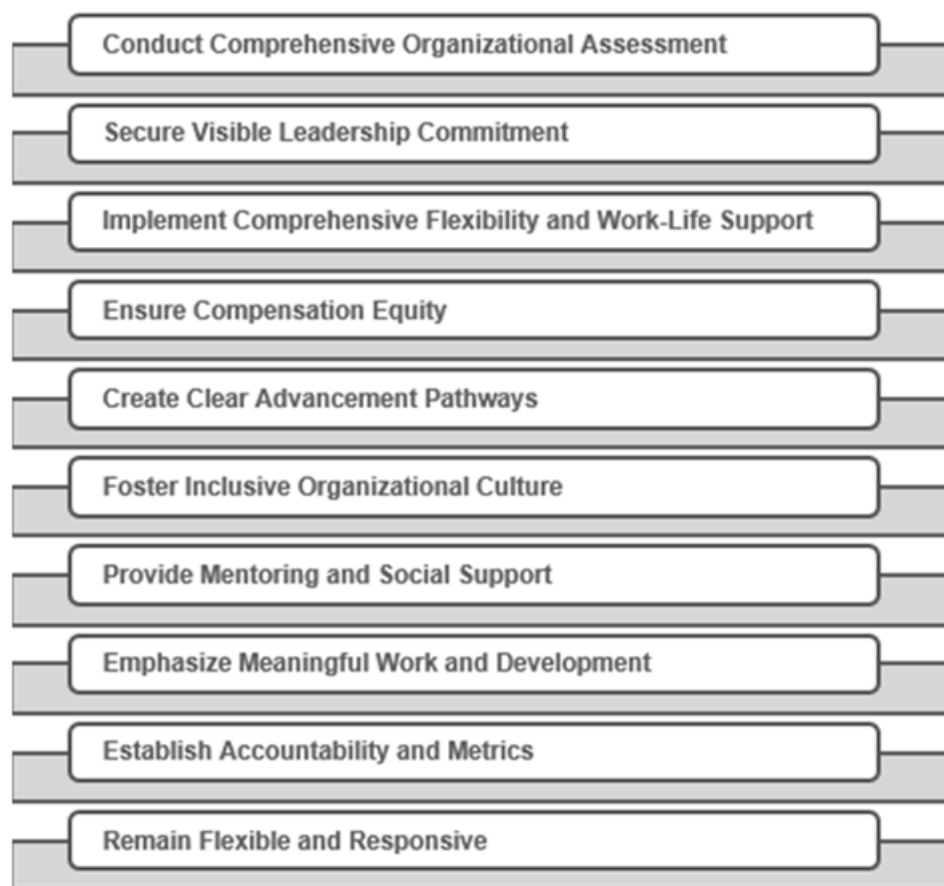 Conduct Comprehensive Organizational Assessment
Secure Visible Leadership Commitment
Implement Comprehensive Flexibility and Work-Life Support
Ensure Compensation Equity
Create Clear Advancement Pathways
Foster Inclusive Organizational Culture
Provide Mentoring and Social Support
Emphasize Meaningful Work and Development
Establish Accountability and Metrics
Remain Flexible and Responsive